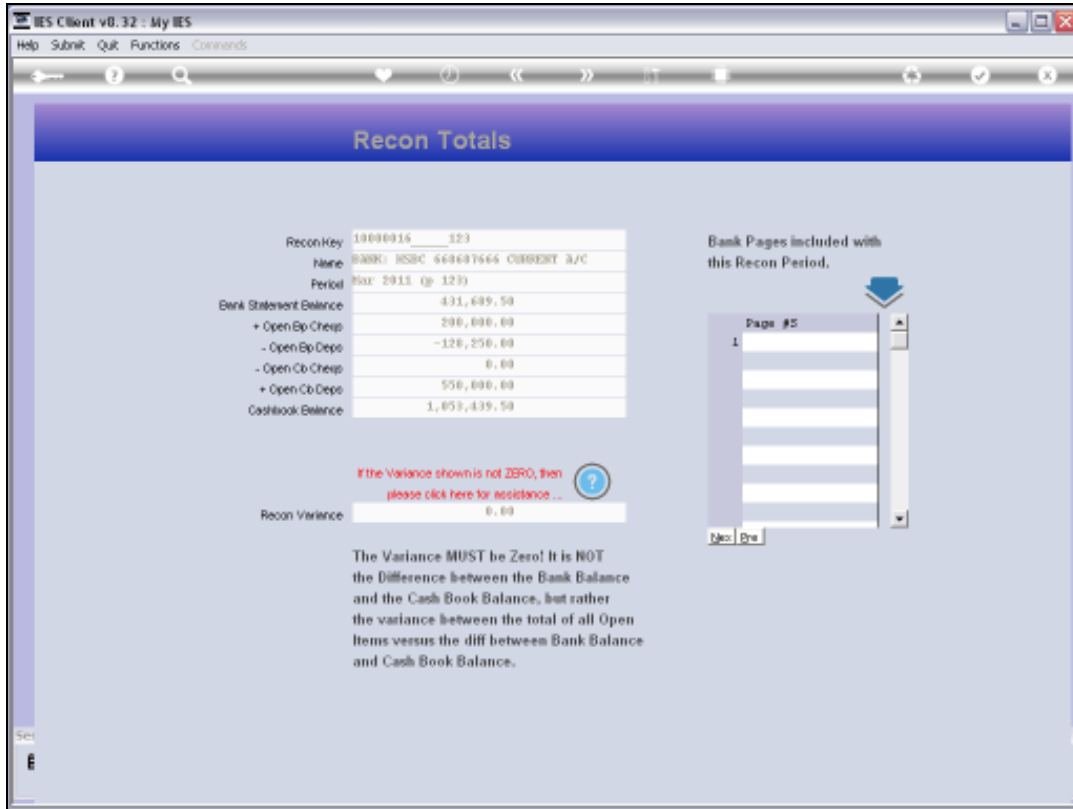 IES Client v8.32 : My IES
Help Submit Quit Functions Commands
Recon Totals
Recon Key 10000016_____123
Name BANK: HSBC 668687666 CURRENT A/C
Period Mar 2011 (p 123)
Bank Statement Balance 431,689.50
+ Open Bp Cheqs 200,000.00
- Open Bp Deps -128,250.00
- Open Cb Cheqs 0.00
+ Open Cb Deps 550,000.00
Cashbook Balance 1,053,439.50
Bank Pages included with
this Recon Period.
Page #S
1
Nex Pre
If the Variance shown is not ZERO, then
please click here for assistance ...
Recon Variance 0.00
The Variance MUST be Zero! It is NOT
the Difference between the Bank Balance
and the Cash Book Balance, but rather
the variance between the total of all Open
Items versus the diff between Bank Balance
and Cash Book Balance.